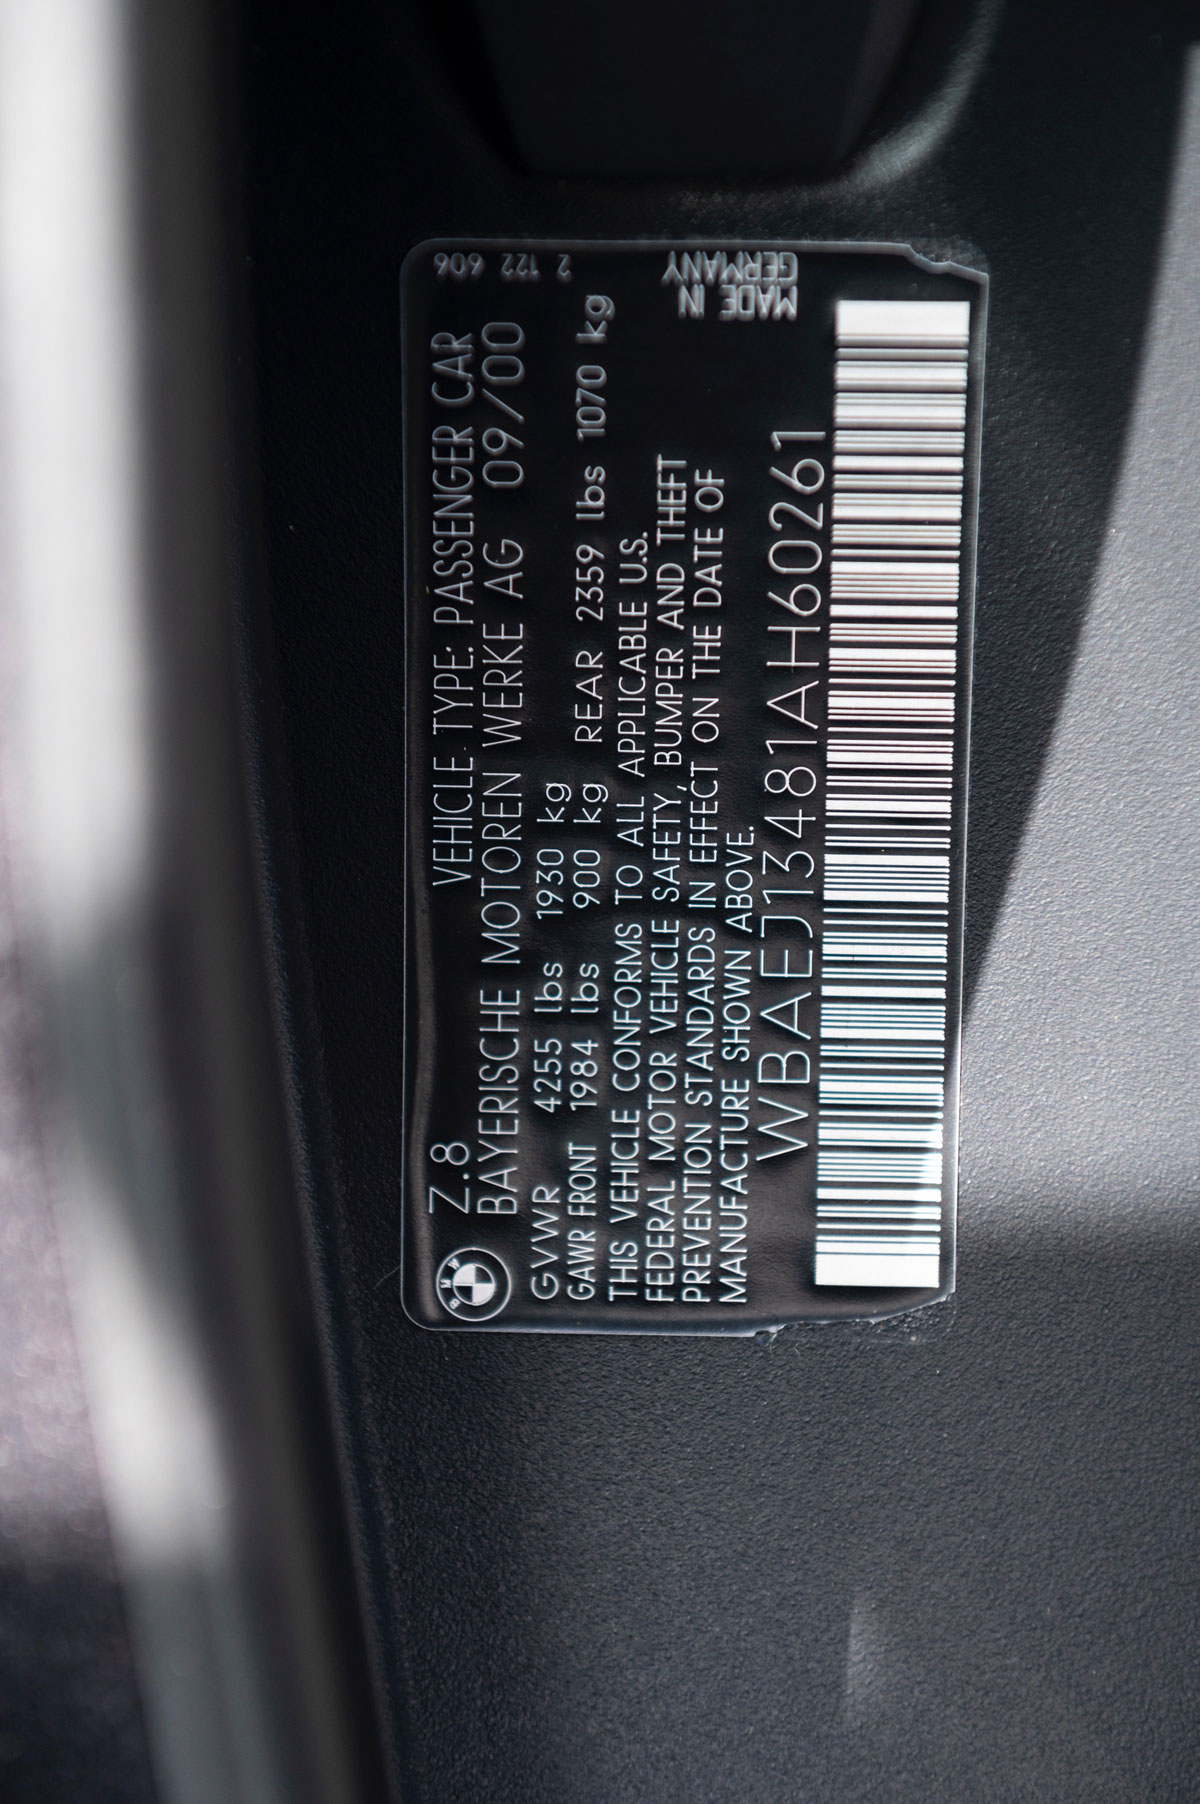 Z.8 VEHICLE TYPE: PASSENGER CAR
BAYERISCHE MOTOREN WERKE AG 09/00
GVWR 4255 lbs 1930 kg
GAWR FRONT 1984 lbs 900 kg REAR 2359 lbs 1070 kg
THIS VEHICLE CONFORMS TO ALL APPLICABLE U.S.
FEDERAL MOTOR VEHICLE SAFETY, BUMPER AND THEFT
PREVENTION STANDARDS IN EFFECT ON THE DATE OF
MANUFACTURE SHOWN ABOVE.
WBAEJ13481AH60261
BMW
2 122 606
MADE IN
GERMANY